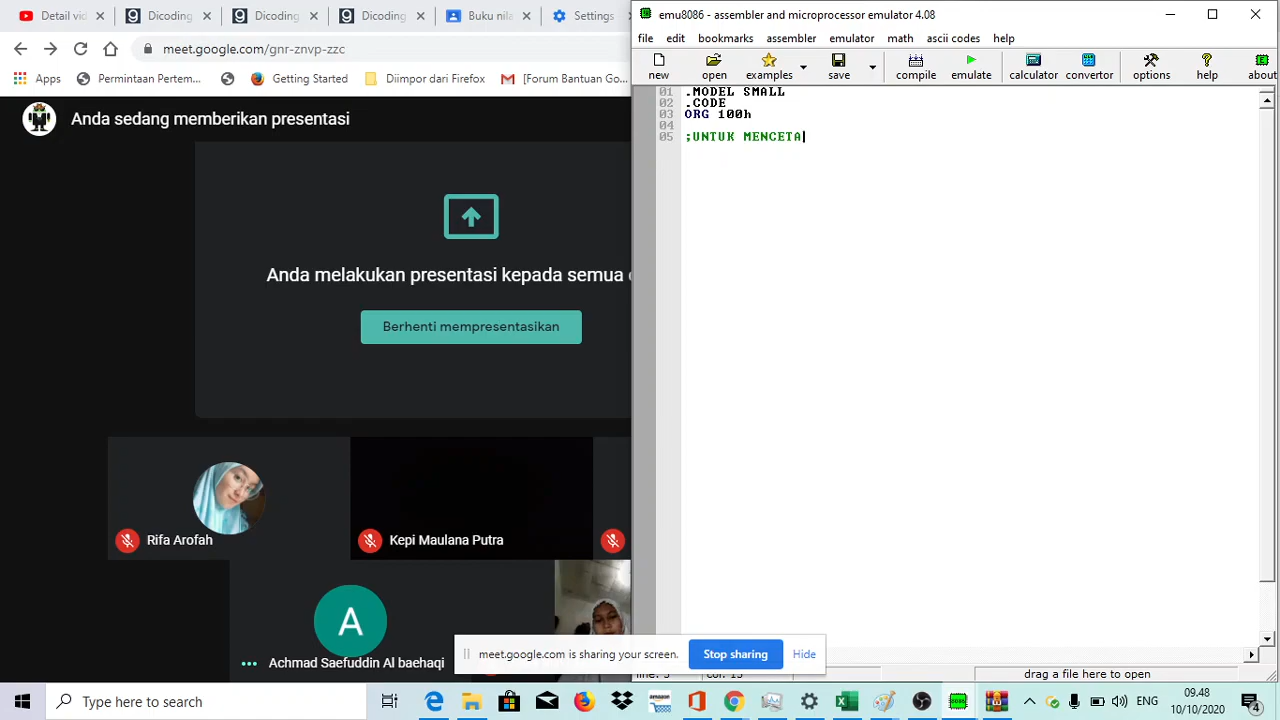 Detail vid
Dicoding
Dicoding
Dicoding
Buku nila
Settings
meet.google.com/gnr-znvp-zzc
Apps
Permintaan Pertem...
Getting Started
Diimpor dari Firefox
[Forum Bantuan Go
Anda sedang memberikan presentasi
Anda melakukan presentasi kepada semua
Berhenti mempresentasikan
Rifa Arofah
Kepi Maulana Putra
A
Achmad Saefuddin Al baehaqi
emu8086 - assembler and microprocessor emulator 4.08
file edit bookmarks assembler emulator math ascii codes help
new open examples save compile emulate calculator convertor options help about
01 .MODEL SMALL
02 .CODE
03 ORG 100h
04
05 ;UNTUK MENCETA
meet.google.com is sharing your screen.
Stop sharing
Hide
drag a file here to open
Type here to search
amazon
8086
ENG
09.48
10/10/2020
4